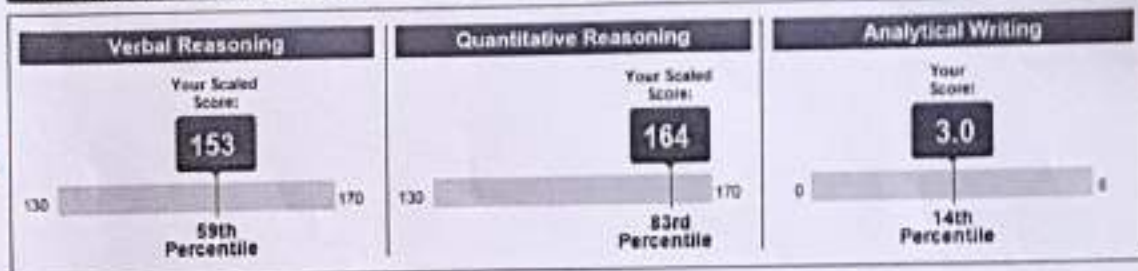 Verbal Reasoning
Your Scaled
Score:
153
130
170
59th
Percentile
Quantitative Reasoning
Your Scaled
Score:
164
130
170
83rd
Percentile
Analytical Writing
Your
Score:
3.0
0
6
14th
Percentile